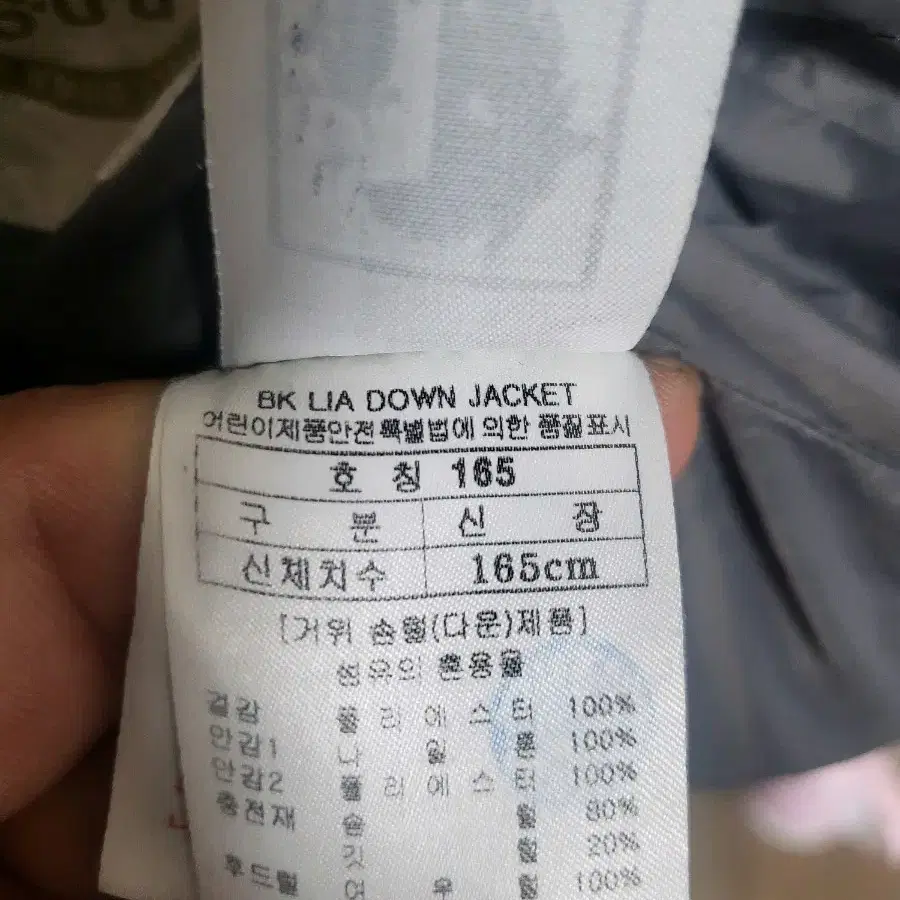 BK LIA DOWN JACKET
어린이제품안전특별법에 의한 품질표시
호 칭 165
구 분 신 장
신체치수 165cm
[거위 솜털(다운)제품]
섬유의 혼용율
겉감 폴리에스터 100%
안감1 나일론 100%
안감2 폴리에스터 100%
충전재 솜털 80%
깃털 20%
후드털 여우털 100%